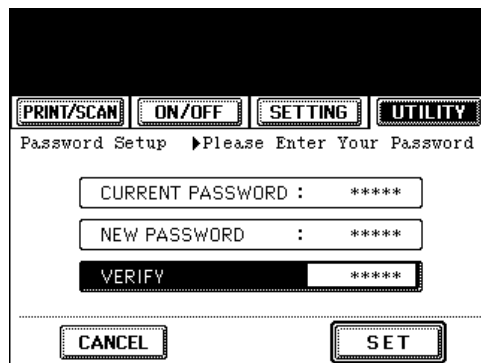 PRINT/SCAN ON/OFF SETTING UTILITY
Password Setup ▶Please Enter Your Password
CURRENT PASSWORD : *****
NEW PASSWORD : *****
VERIFY *****
CANCEL SET